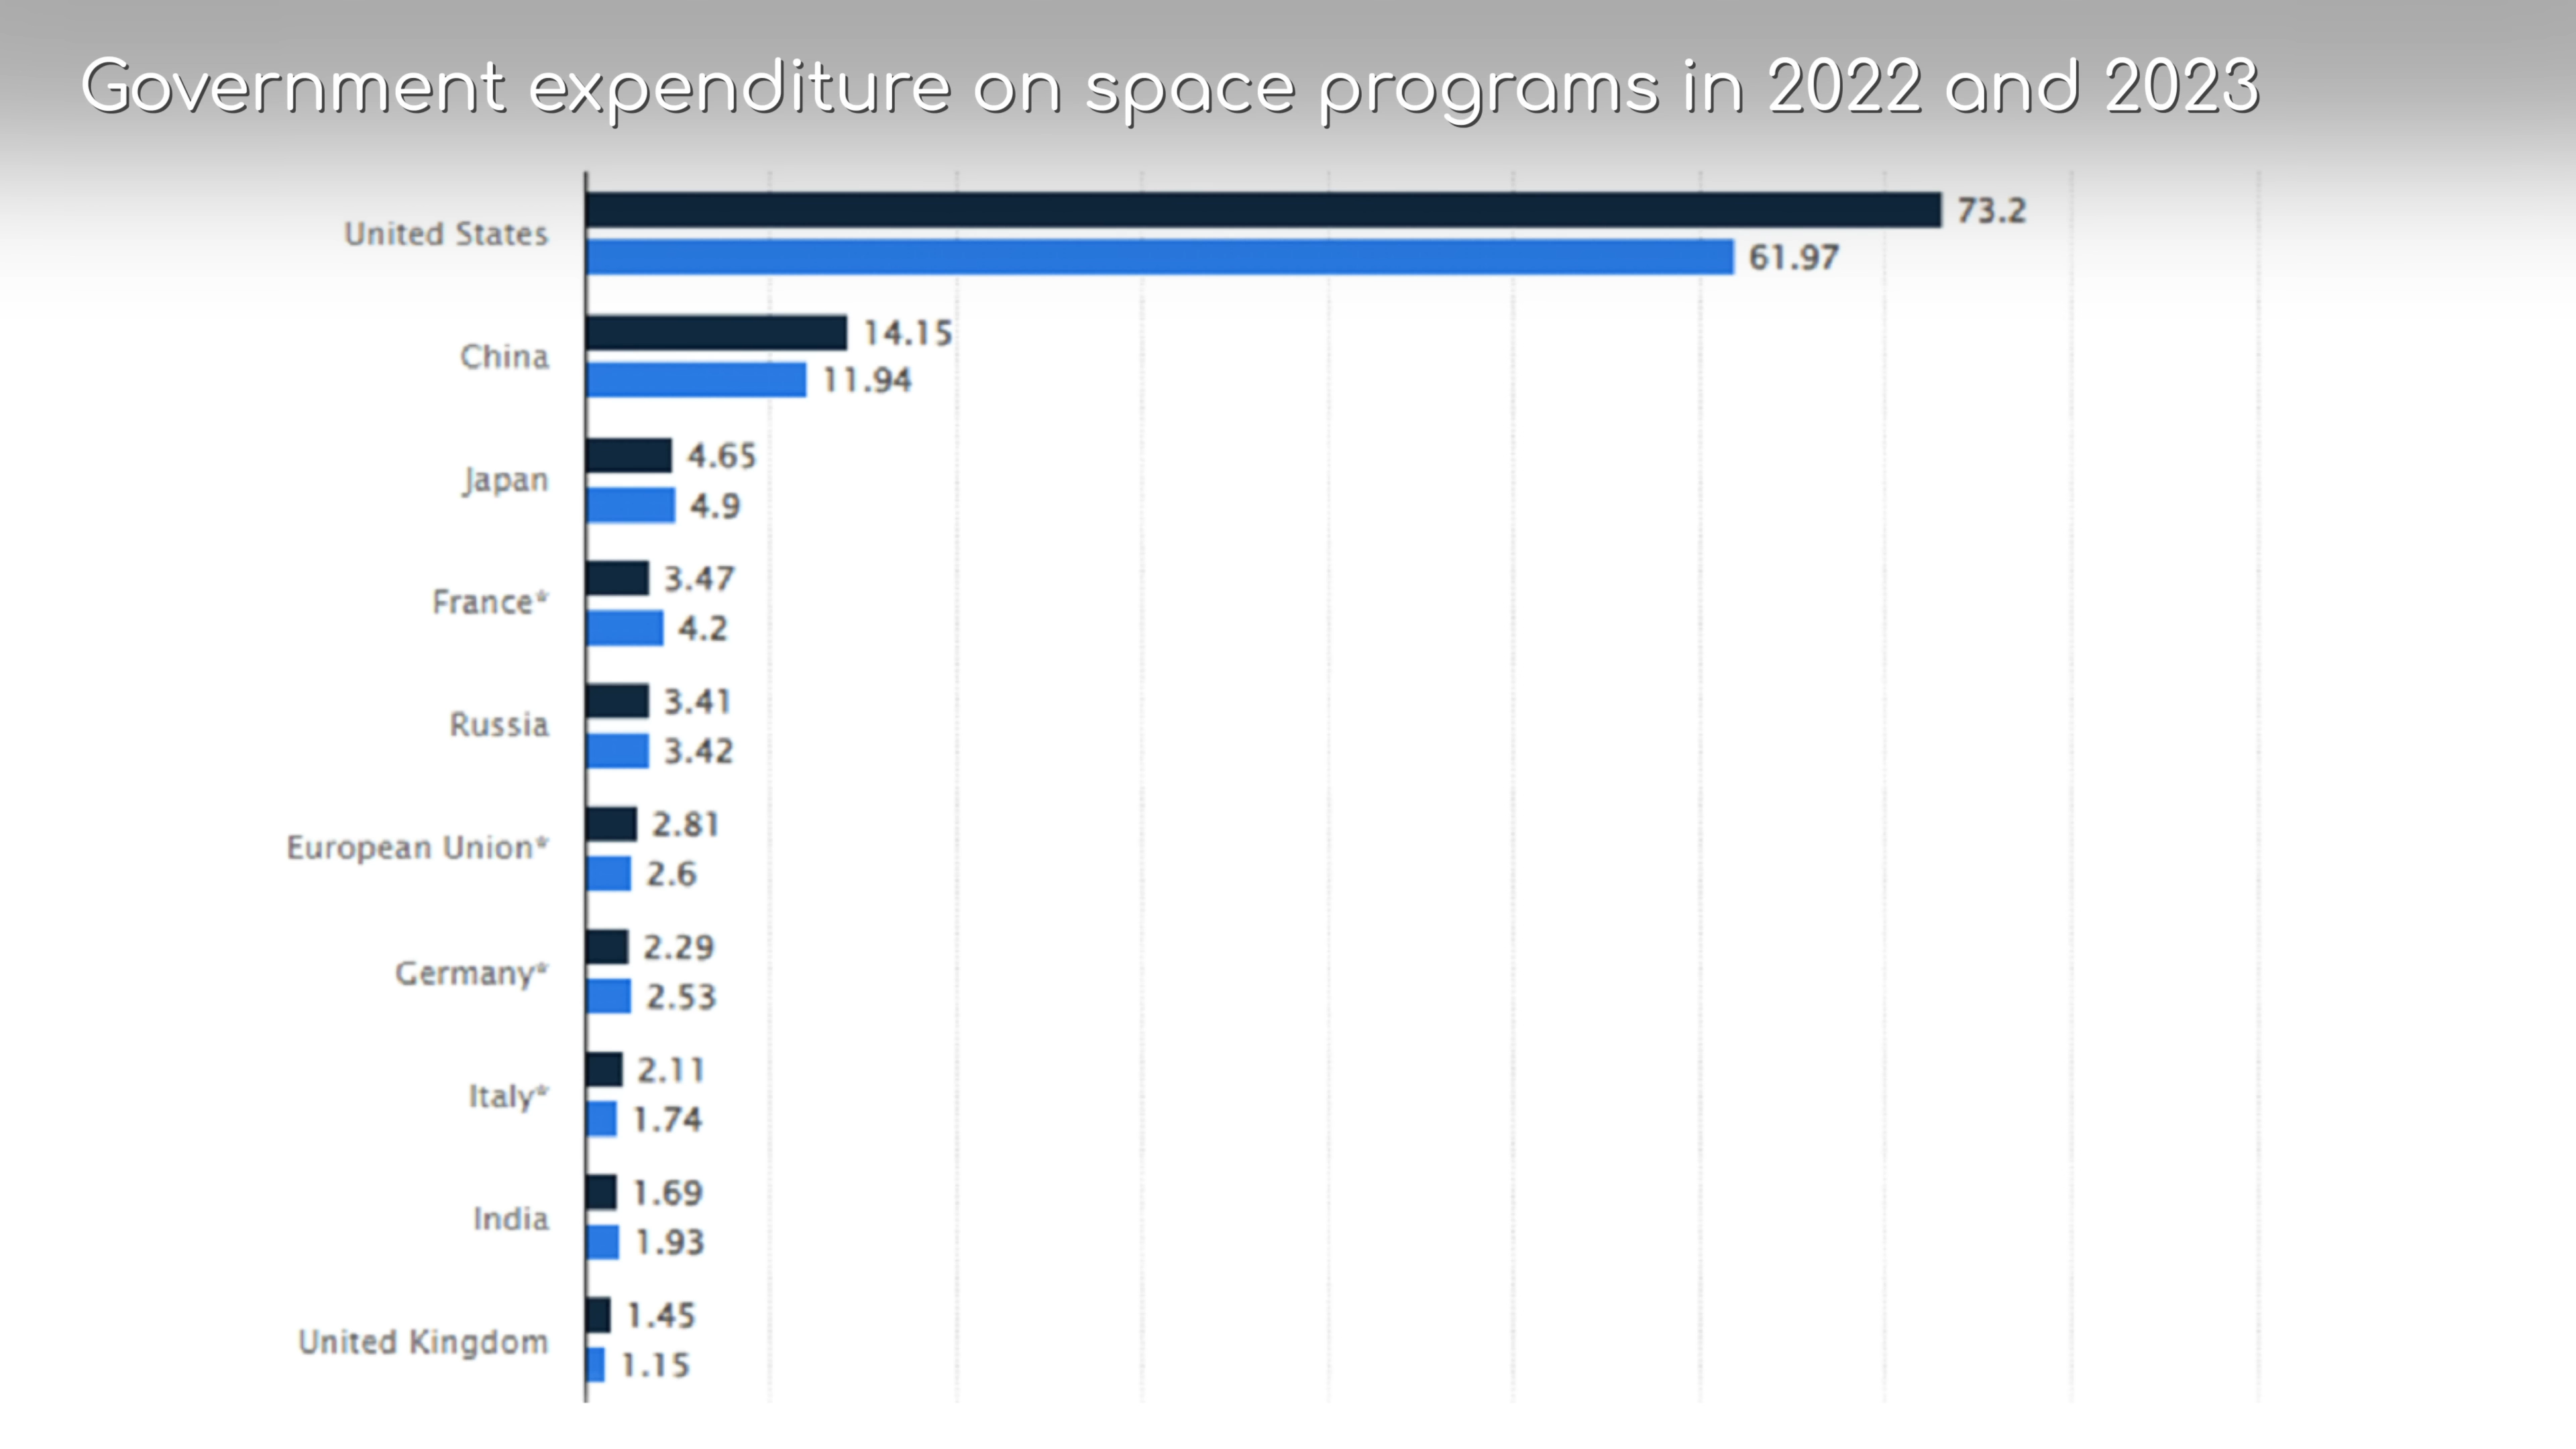 Government expenditure on space programs in 2022 and 2023
United States
73.2
61.97
China
14.15
11.94
Japan
4.65
4.9
France*
3.47
4.2
Russia
3.41
3.42
European Union*
2.81
2.6
Germany*
2.29
2.53
Italy*
2.11
1.74
India
1.69
1.93
United Kingdom
1.45
1.15